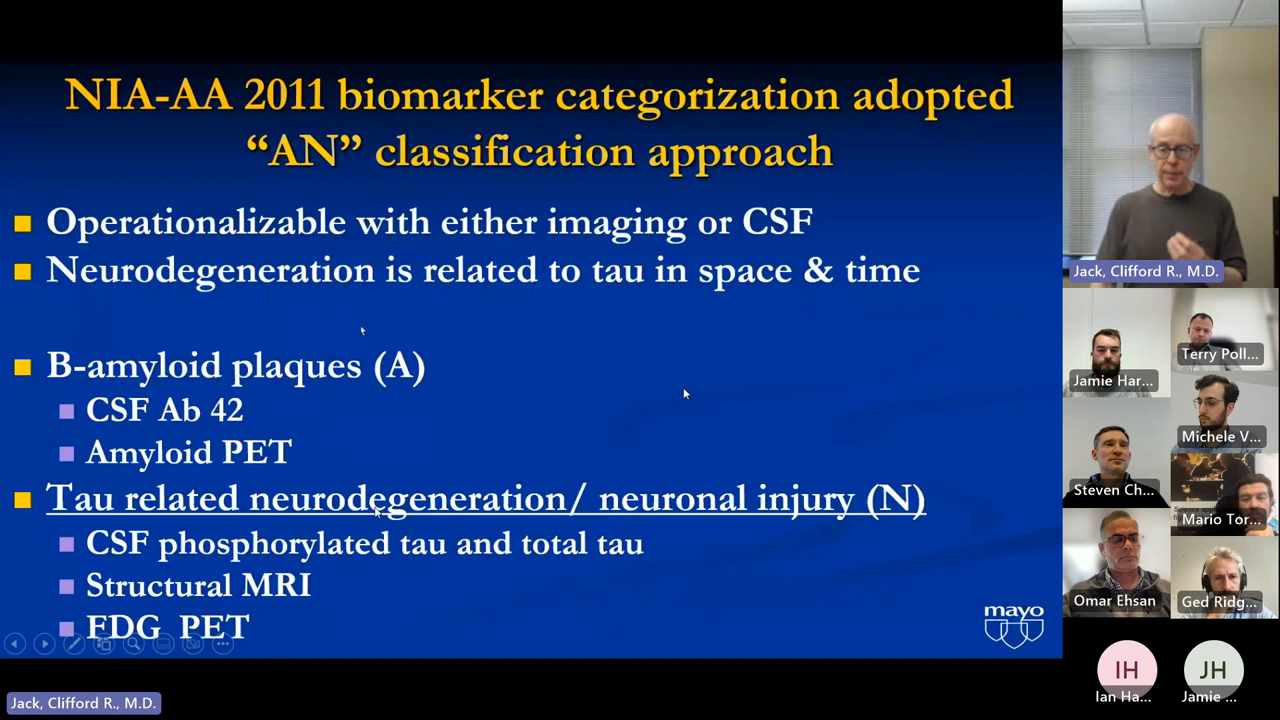 NIA-AA 2011 biomarker categorization adopted
“AN” classification approach
Operationalizable with either imaging or CSF
Neurodegeneration is related to tau in space & time
B-amyloid plaques (A)
CSF Ab 42
Amyloid PET
Tau related neurodegeneration/ neuronal injury (N)
CSF phosphorylated tau and total tau
Structural MRI
FDG PET
mayo
Jack, Clifford R., M.D.
Jack, Clifford R., M.D.
Jamie Har...
Terry Poll...
Michele V...
Steven Ch...
Mario Tor...
Omar Ehsan
Ged Ridg...
IH
Ian Ha...
JH
Jamie ...